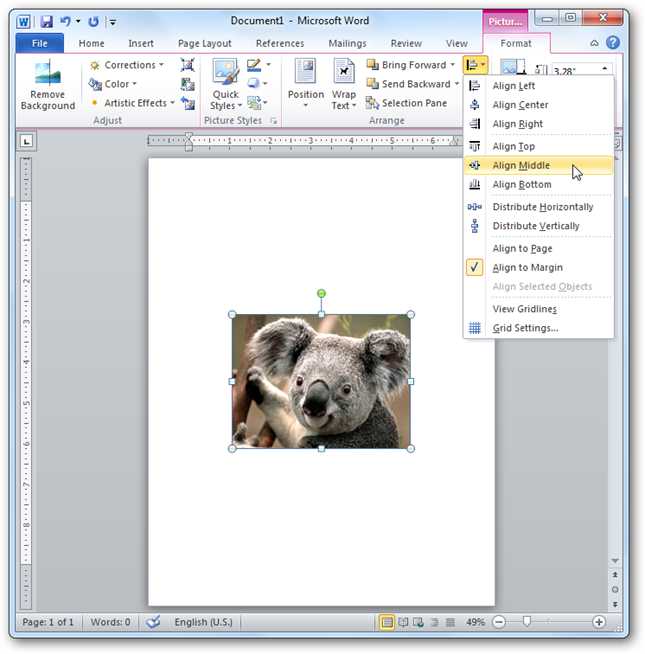 Document1 - Microsoft Word
Pictur...
File Home Insert Page Layout References Mailings Review View Format
Remove Background
Corrections
Color
Artistic Effects
Adjust
Quick Styles
Picture Styles
Position
Wrap Text
Bring Forward
Send Backward
Selection Pane
Arrange
3.28"
Align Left
Align Center
Align Right
Align Top
Align Middle
Align Bottom
Distribute Horizontally
Distribute Vertically
Align to Page
Align to Margin
Align Selected Objects
View Gridlines
Grid Settings...
Page: 1 of 1 Words: 0 English (U.S.) 49%